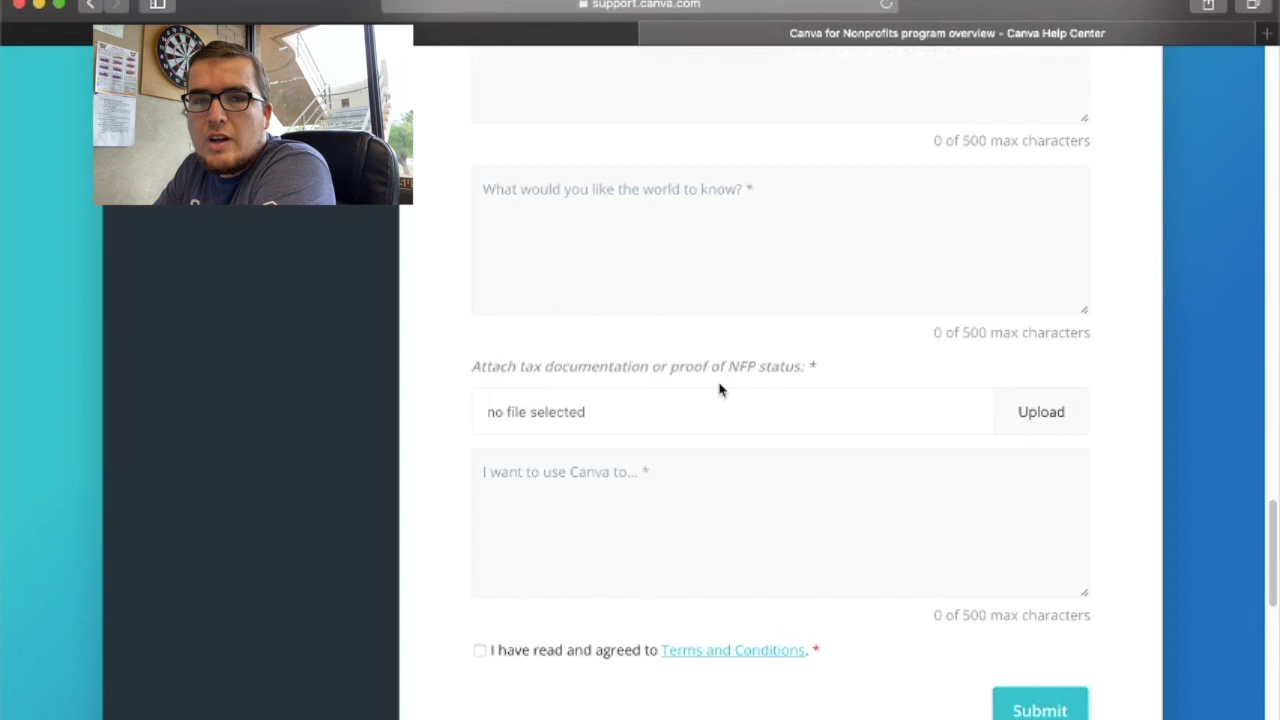 support.canva.com
Canva for Nonprofits program overview – Canva Help Center
0 of 500 max characters
What would you like the world to know? *
0 of 500 max characters
Attach tax documentation or proof of NFP status: *
no file selected
Upload
I want to use Canva to... *
0 of 500 max characters
I have read and agreed to Terms and Conditions. *
Submit